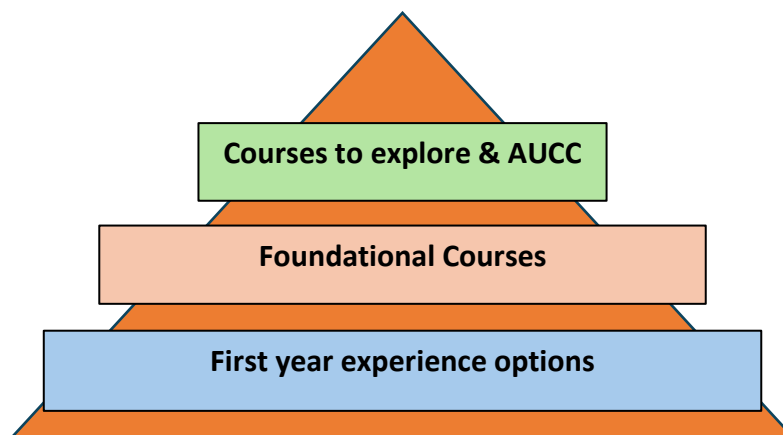 Courses to explore & AUCC
Foundational Courses
First year experience options